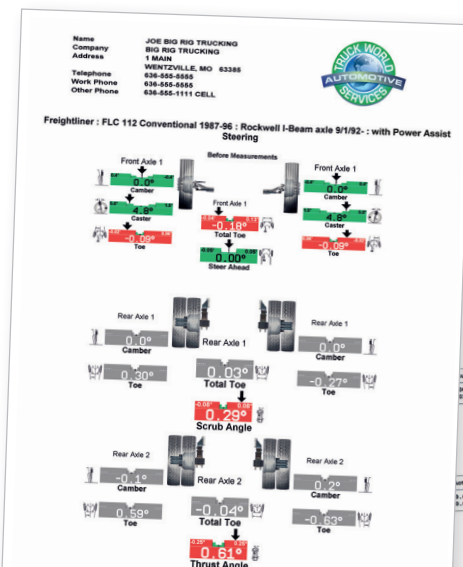 Name JOE BIG RIG TRUCKING
Company BIG RIG TRUCKING
Address 1 MAIN
WENTZVILLE, MO 63385
Telephone 636-555-5555
Work Phone 636-555-5555
Other Phone 636-555-1111 CELL
TRUCK WORLD
AUTOMOTIVE
SERVICES
Freightliner : FLC 112 Conventional 1987-96 : Rockwell I-Beam axle 9/1/92- : with Power Assist
Steering
Before Measurements
Front Axle 1 Front Axle 1
0.0° 0.0°
Camber Camber
Front Axle 1
4.8° 4.8°
Caster Caster
-0.18°
Total Toe
-0.09° -0.09°
Toe Toe
0.00°
Steer Ahead
Rear Axle 1 Rear Axle 1
Rear Axle 1
0.0° 0.0°
Camber Camber
0.30° 0.03° -0.27°
Toe Total Toe Toe
-0.06° 0.06°
0.29°
Scrub Angle
Rear Axle 2 Rear Axle 2
Rear Axle 2
-0.1° 0.2°
Camber Camber
0.59° -0.04° -0.63°
Toe Total Toe Toe
0.61°
Thrust Angle